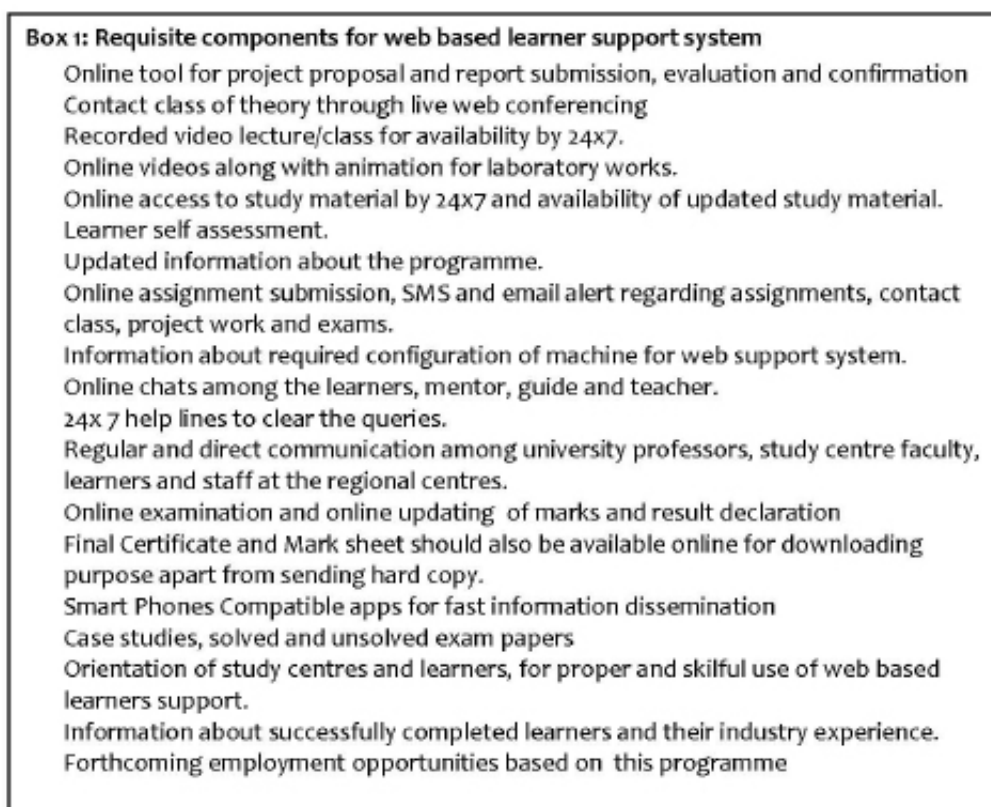 Box 1: Requisite components for web based learner support system
Online tool for project proposal and report submission, evaluation and confirmation
Contact class of theory through live web conferencing
Recorded video lecture/class for availability by 24x7.
Online videos along with animation for laboratory works.
Online access to study material by 24x7 and availability of updated study material.
Learner self assessment.
Updated information about the programme.
Online assignment submission, SMS and email alert regarding assignments, contact
class, project work and exams.
Information about required configuration of machine for web support system.
Online chats among the learners, mentor, guide and teacher.
24x 7 help lines to clear the queries.
Regular and direct communication among university professors, study centre faculty,
learners and staff at the regional centres.
Online examination and online updating of marks and result declaration
Final Certificate and Mark sheet should also be available online for downloading
purpose apart from sending hard copy.
Smart Phones Compatible apps for fast information dissemination
Case studies, solved and unsolved exam papers
Orientation of study centres and learners, for proper and skilful use of web based
learners support.
Information about successfully completed learners and their industry experience.
Forthcoming employment opportunities based on this programme